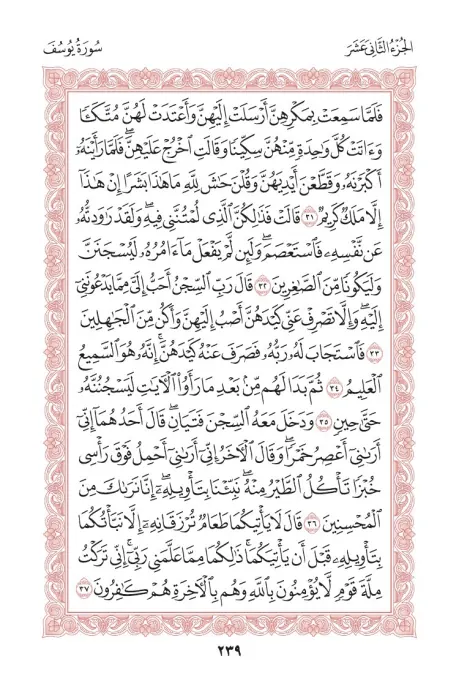 سُورَةُ يُوسُفَ الجُزْءُ الثَّانِي عَشَرَ
فَلَمَّا سَمِعَتْ بِمَكْرِهِنَّ أَرْسَلَتْ إِلَيْهِنَّ وَأَعْتَدَتْ لَهُنَّ مُتَّكَـًٔا
وَءَاتَتْ كُلَّ وَٰحِدَةٍ مِّنْهُنَّ سِكِّينًا وَقَالَتِ ٱخْرُجْ عَلَيْهِنَّ ۖ فَلَمَّا رَأَيْنَهُۥٓ
أَكْبَرْنَهُۥ وَقَطَّعْنَ أَيْدِيَهُنَّ وَقُلْنَ حَٰشَ لِلَّهِ مَا هَٰذَا بَشَرًا إِنْ هَٰذَآ
إِلَّا مَلَكٌ كَرِيمٌ ٣١ قَالَتْ فَذَٰلِكُنَّ ٱلَّذِى لُمْتُنَّنِى فِيهِ ۖ وَلَقَدْ رَٰوَدتُّهُۥ
عَن نَّفْسِهِۦ فَٱسْتَعْصَمَ ۖ وَلَئِن لَّمْ يَفْعَلْ مَآ ءَامُرُهُۥ لَيُسْجَنَنَّ
وَلَيَكُونًا مِّنَ ٱلصَّٰغِرِينَ ٣٢ قَالَ رَبِّ ٱلسِّجْنُ أَحَبُّ إِلَىَّ مِمَّا يَدْعُونَنِىٓ
إِلَيْهِ ۖ وَإِلَّا تَصْرِفْ عَنِّى كَيْدَهُنَّ أَصْبُ إِلَيْهِنَّ وَأَكُن مِّنَ ٱلْجَٰهِلِينَ
٣٣ فَٱسْتَجَابَ لَهُۥ رَبُّهُۥ فَصَرَفَ عَنْهُ كَيْدَهُنَّ ۚ إِنَّهُۥ هُوَ ٱلسَّمِيعُ
ٱلْعَلِيمُ ٣٤ ثُمَّ بَدَا لَهُم مِّنۢ بَعْدِ مَا رَأَوُا۟ ٱلْءَايَٰتِ لَيَسْجُنُنَّهُۥ
حَتَّىٰ حِينٍ ٣٥ وَدَخَلَ مَعَهُ ٱلسِّجْنَ فَتَيَانِ ۖ قَالَ أَحَدُهُمَآ إِنِّىٓ
أَرَىٰنِىٓ أَعْصِرُ خَمْرًا ۖ وَقَالَ ٱلْءَاخَرُ إِنِّىٓ أَرَىٰنِىٓ أَحْمِلُ فَوْقَ رَأْسِى
خُبْزًا تَأْكُلُ ٱلطَّيْرُ مِنْهُ ۖ نَبِّئْنَا بِتَأْوِيلِهِۦٓ ۖ إِنَّا نَرَىٰكَ مِنَ
ٱلْمُحْسِنِينَ ٣٦ قَالَ لَا يَأْتِيكُمَا طَعَامٌ تُرْزَقَانِهِۦٓ إِلَّا نَبَّأْتُكُمَا
بِتَأْوِيلِهِۦ قَبْلَ أَن يَأْتِيَكُمَا ۚ ذَٰلِكُمَا مِمَّا عَلَّمَنِى رَبِّىٓ ۚ إِنِّى تَرَكْتُ
مِلَّةَ قَوْمٍ لَّا يُؤْمِنُونَ بِٱللَّهِ وَهُم بِٱلْءَاخِرَةِ هُمْ كَٰفِرُونَ ٣٧
٢٣٩